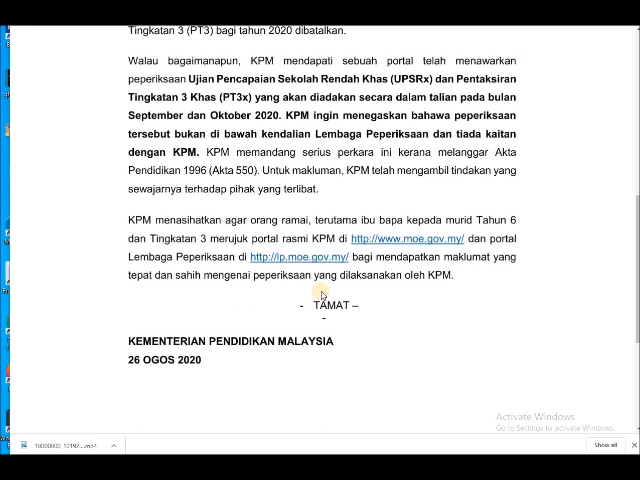 Tingkatan 3 (PT3) bagi tahun 2020 dibatalkan.
Walau bagaimanapun, KPM mendapati sebuah portal telah menawarkan
peperiksaan Ujian Pencapaian Sekolah Rendah Khas (UPSRx) dan Pentaksiran
Tingkatan 3 Khas (PT3x) yang akan diadakan secara dalam talian pada bulan
September dan Oktober 2020. KPM ingin menegaskan bahawa peperiksaan
tersebut bukan di bawah kendalian Lembaga Peperiksaan dan tiada kaitan
dengan KPM. KPM memandang serius perkara ini kerana melanggar Akta
Pendidikan 1996 (Akta 550). Untuk makluman, KPM telah mengambil tindakan yang
sewajarnya terhadap pihak yang terlibat.
KPM menasihatkan agar orang ramai, terutama ibu bapa kepada murid Tahun 6
dan Tingkatan 3 merujuk portal rasmi KPM di http://www.moe.gov.my/ dan portal
Lembaga Peperiksaan di http://lp.moe.gov.my/ bagi mendapatkan maklumat yang
tepat dan sahih mengenai peperiksaan yang dilaksanakan oleh KPM.
- TAMAT –
-
KEMENTERIAN PENDIDIKAN MALAYSIA
26 OGOS 2020
Activate Windows
Go to Settings to activate Windows.
10000000_10192....mp4
Show all